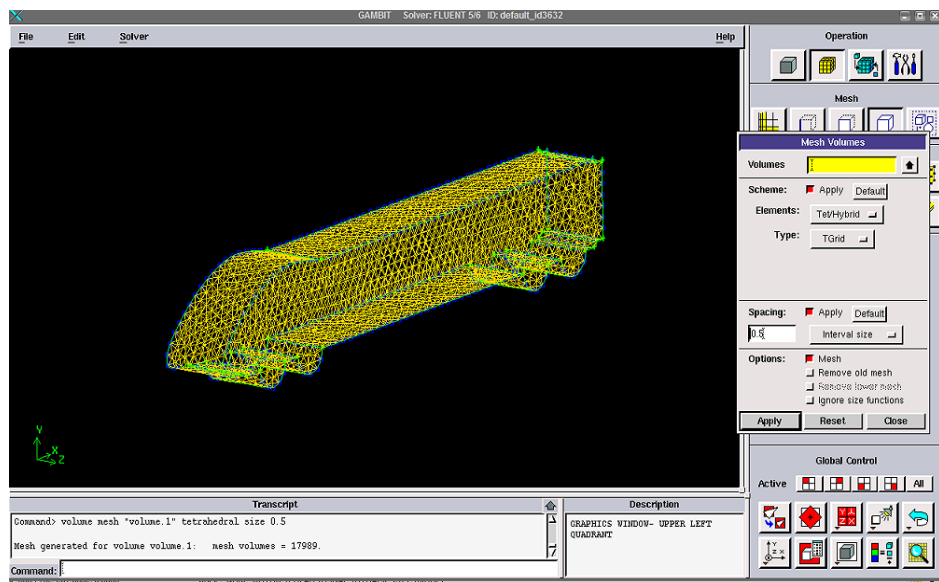 GAMBIT Solver: FLUENT 5/6 ID: default_id3632
File Edit Solver Help
Operation
Mesh
Mesh Volumes
Volumes
Scheme: Apply Default
Elements: Tet/Hybrid
Type: TGrid
Spacing: Apply Default
0.5 Interval size
Options: Mesh
Remove old mesh
Remove lower mesh
Ignore size functions
Apply Reset Close
Y
X
Z
Global Control
Active All
Transcript
Command> volume mesh "volume.1" tetrahedral size 0.5
Mesh generated for volume volume.1: mesh volumes = 17989.
Command:
Description
GRAPHICS WINDOW- UPPER LEFT
QUADRANT